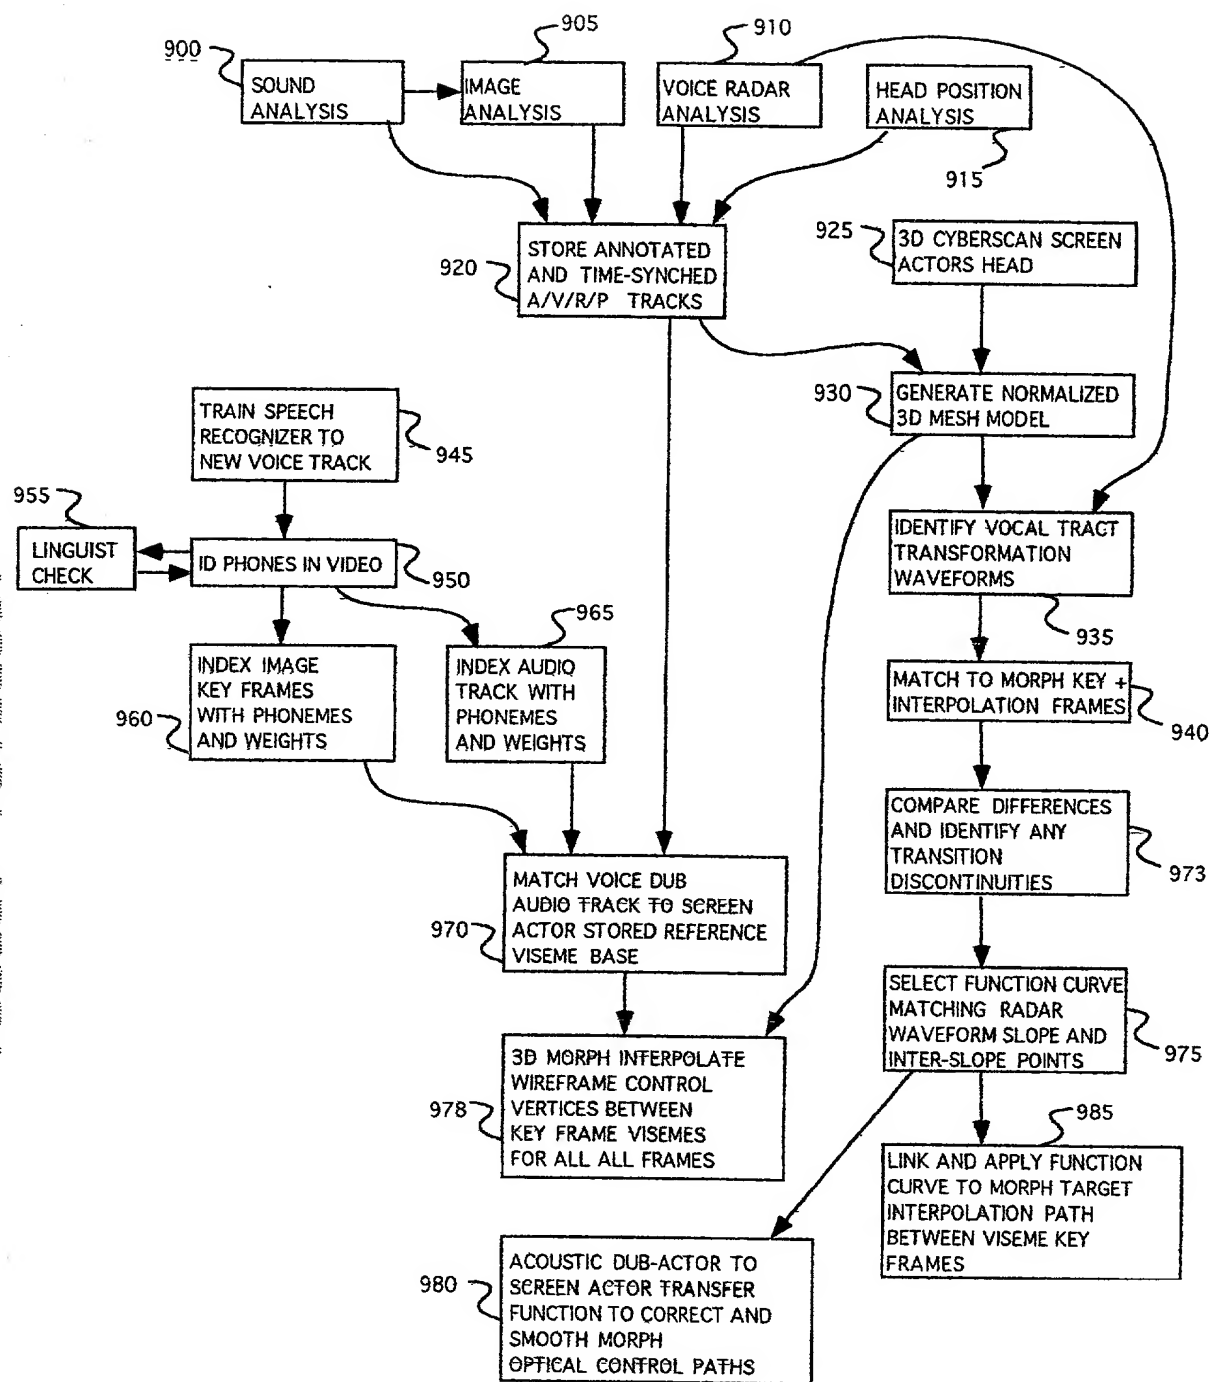 900
905
910
SOUND
ANALYSIS
IMAGE
ANALYSIS
VOICE RADAR
ANALYSIS
HEAD POSITION
ANALYSIS
915
920
STORE ANNOTATED
AND TIME-SYNCHED
A/V/R/P TRACKS
925
3D CYBERSCAN SCREEN
ACTORS HEAD
930
GENERATE NORMALIZED
3D MESH MODEL
TRAIN SPEECH
RECOGNIZER TO
NEW VOICE TRACK
945
955
LINGUIST
CHECK
ID PHONES IN VIDEO
950
IDENTIFY VOCAL TRACT
TRANSFORMATION
WAVEFORMS
935
960
INDEX IMAGE
KEY FRAMES
WITH PHONEMES
AND WEIGHTS
965
INDEX AUDIO
TRACK WITH
PHONEMES
AND WEIGHTS
MATCH TO MORPH KEY +
INTERPOLATION FRAMES
940
COMPARE DIFFERENCES
AND IDENTIFY ANY
TRANSITION
DISCONTINUITIES
973
970
MATCH VOICE DUB
AUDIO TRACK TO SCREEN
ACTOR STORED REFERENCE
VISEME BASE
SELECT FUNCTION CURVE
MATCHING RADAR
WAVEFORM SLOPE AND
INTER-SLOPE POINTS
975
978
3D MORPH INTERPOLATE
WIREFRAME CONTROL
VERTICES BETWEEN
KEY FRAME VISEMES
FOR ALL ALL FRAMES
985
LINK AND APPLY FUNCTION
CURVE TO MORPH TARGET
INTERPOLATION PATH
BETWEEN VISEME KEY
FRAMES
980
ACOUSTIC DUB-ACTOR TO
SCREEN ACTOR TRANSFER
FUNCTION TO CORRECT AND
SMOOTH MORPH
OPTICAL CONTROL PATHS